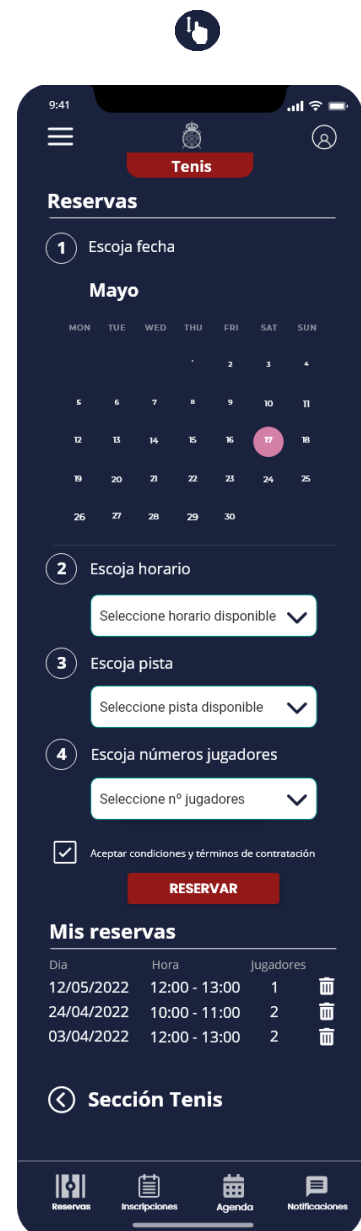 9:41
Tenis
Reservas
1 Escoja fecha
Mayo
MON TUE WED THU FRI SAT SUN
2 3 4
5 6 7 8 9 10 11
12 13 14 15 16 17 18
19 20 21 22 23 24 25
26 27 28 29 30
2 Escoja horario
Seleccione horario disponible
3 Escoja pista
Seleccione pista disponible
4 Escoja números jugadores
Seleccione nº jugadores
Aceptar condiciones y términos de contratación
RESERVAR
Mis reservas
Dia Hora Jugadores
12/05/2022 12:00 - 13:00 1
24/04/2022 10:00 - 11:00 2
03/04/2022 12:00 - 13:00 2
Sección Tenis
Reservas Inscripciones Agenda Notificaciones